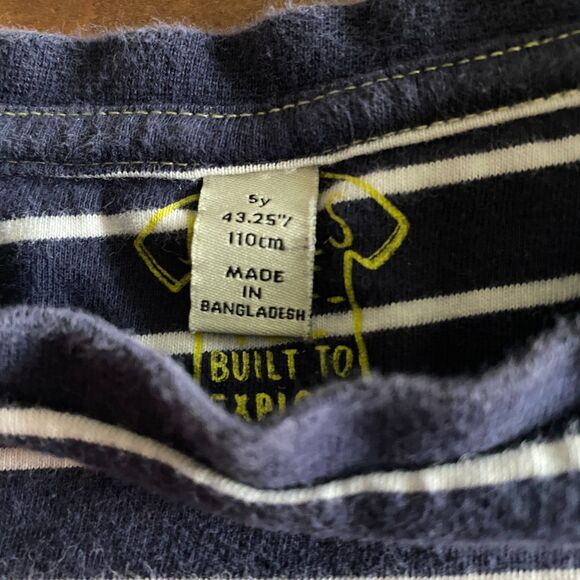 5y
43.25"/
110cm
MADE
IN
BANGLADESH
BUILT TO